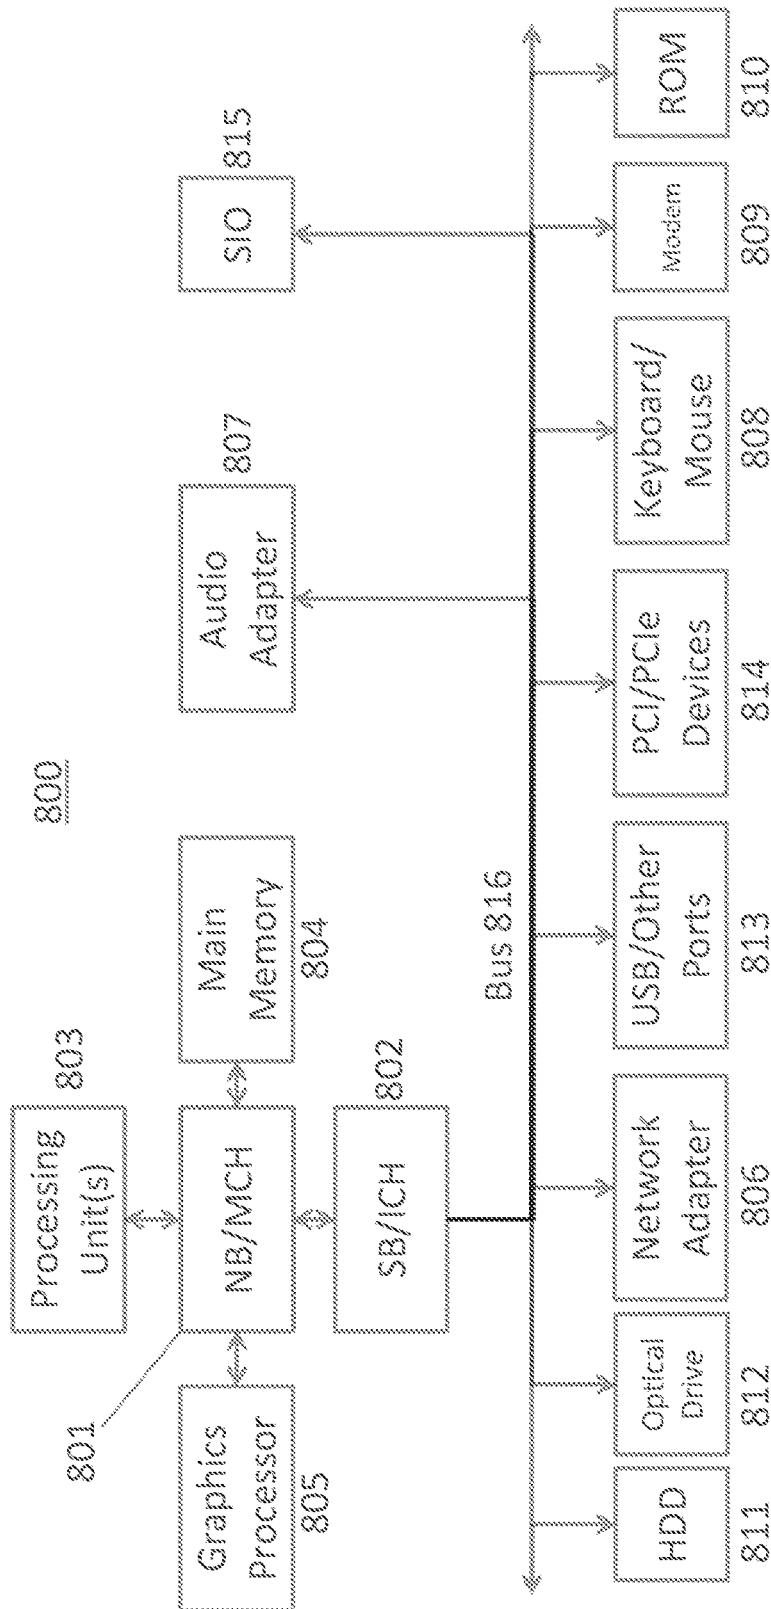 800
803
Processing
Unit(s)
801
Graphics
Processor
805
NB/MCH
Main
Memory
804
Audio
Adapter
807
SIO
815
SB/ICH
802
Bus 816
HDD
811
Optical
Drive
812
Network
Adapter
806
USB/Other
Ports
813
PCI/PCIe
Devices
814
Keyboard/
Mouse
808
Modem
809
ROM
810